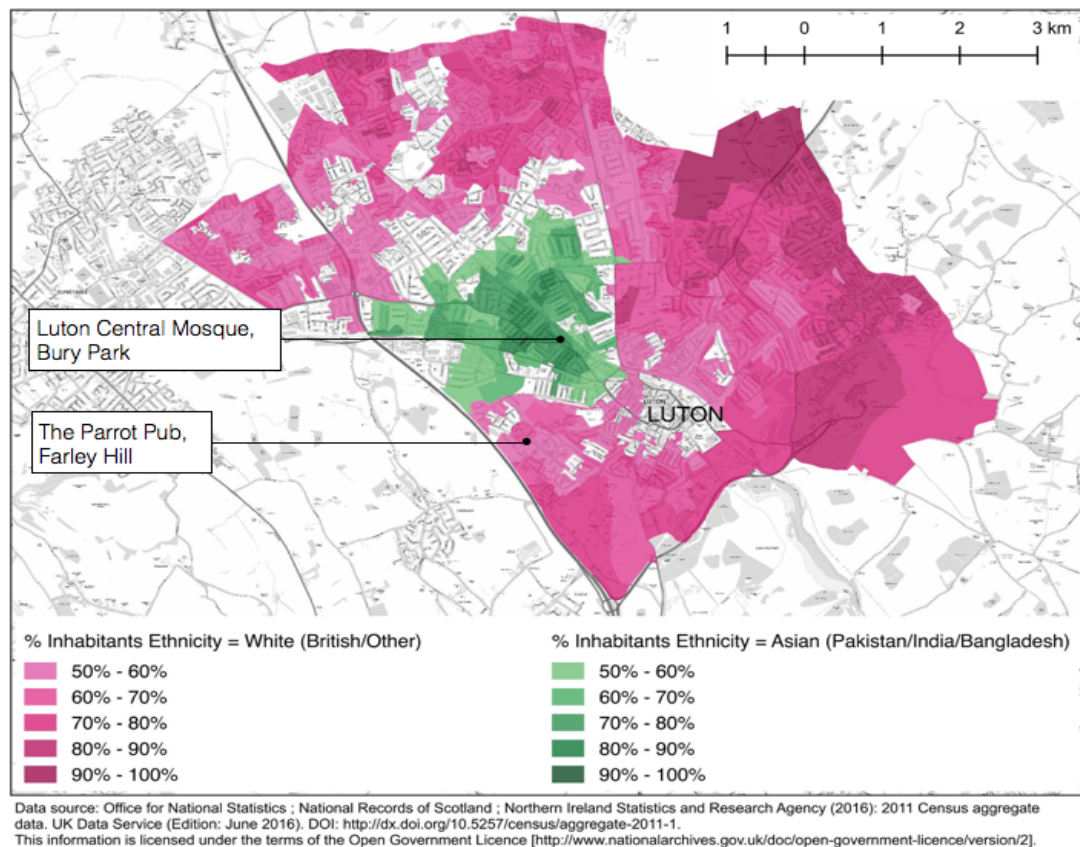 1 0 1 2 3 km
Luton Central Mosque,
Bury Park
The Parrot Pub,
Farley Hill
LUTON
LUTON
% Inhabitants Ethnicity = White (British/Other)
50% - 60%
60% - 70%
70% - 80%
80% - 90%
90% - 100%
% Inhabitants Ethnicity = Asian (Pakistan/India/Bangladesh)
50% - 60%
60% - 70%
70% - 80%
80% - 90%
90% - 100%
Data source: Office for National Statistics ; National Records of Scotland ; Northern Ireland Statistics and Research Agency (2016): 2011 Census aggregate
data. UK Data Service (Edition: June 2016). DOI: http://dx.doi.org/10.5257/census/aggregate-2011-1.
This information is licensed under the terms of the Open Government Licence [http://www.nationalarchives.gov.uk/doc/open-government-licence/version/2].